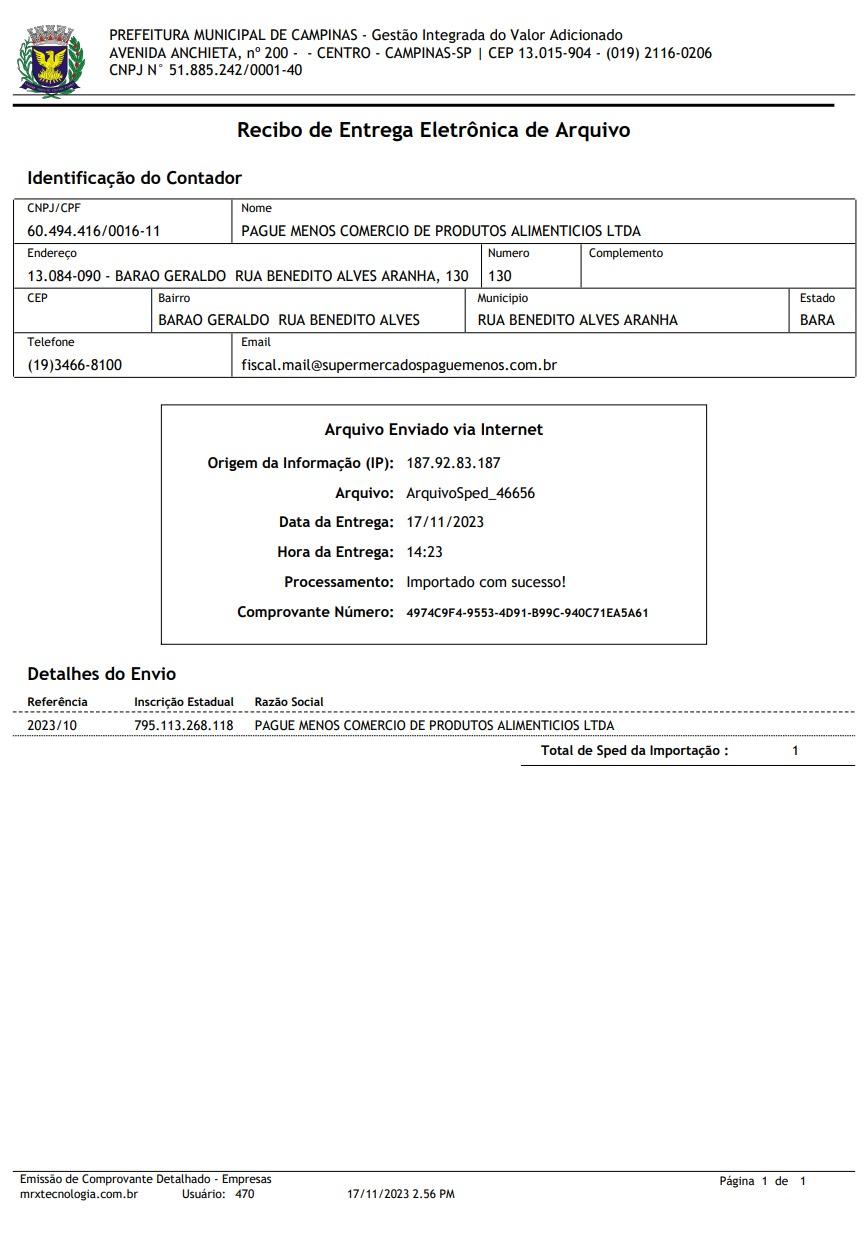 PREFEITURA MUNICIPAL DE CAMPINAS - Gestão Integrada do Valor Adicionado
AVENIDA ANCHIETA, nº 200 - - CENTRO - CAMPINAS-SP | CEP 13.015-904 - (019) 2116-0206
CNPJ N° 51.885.242/0001-40
Recibo de Entrega Eletrônica de Arquivo
Identificação do Contador
CNPJ/CPF Nome
60.494.416/0016-11 PAGUE MENOS COMERCIO DE PRODUTOS ALIMENTICIOS LTDA
Endereço Numero Complemento
13.084-090 - BARAO GERALDO RUA BENEDITO ALVES ARANHA, 130 130
CEP Bairro Municipio Estado
BARAO GERALDO RUA BENEDITO ALVES RUA BENEDITO ALVES ARANHA BARA
Telefone Email
(19)3466-8100 fiscal.mail@supermercadospaguemenos.com.br
Arquivo Enviado via Internet
Origem da Informação (IP): 187.92.83.187
Arquivo: ArquivoSped_46656
Data da Entrega: 17/11/2023
Hora da Entrega: 14:23
Processamento: Importado com sucesso!
Comprovante Número: 4974C9F4-9553-4D91-B99C-940C71EA5A61
Detalhes do Envio
Referência Inscrição Estadual Razão Social
2023/10 795.113.268.118 PAGUE MENOS COMERCIO DE PRODUTOS ALIMENTICIOS LTDA
Total de Sped da Importação : 1
Emissão de Comprovante Detalhado - Empresas Página 1 de 1
mrxtecnologia.com.br Usuário: 470 17/11/2023 2.56 PM